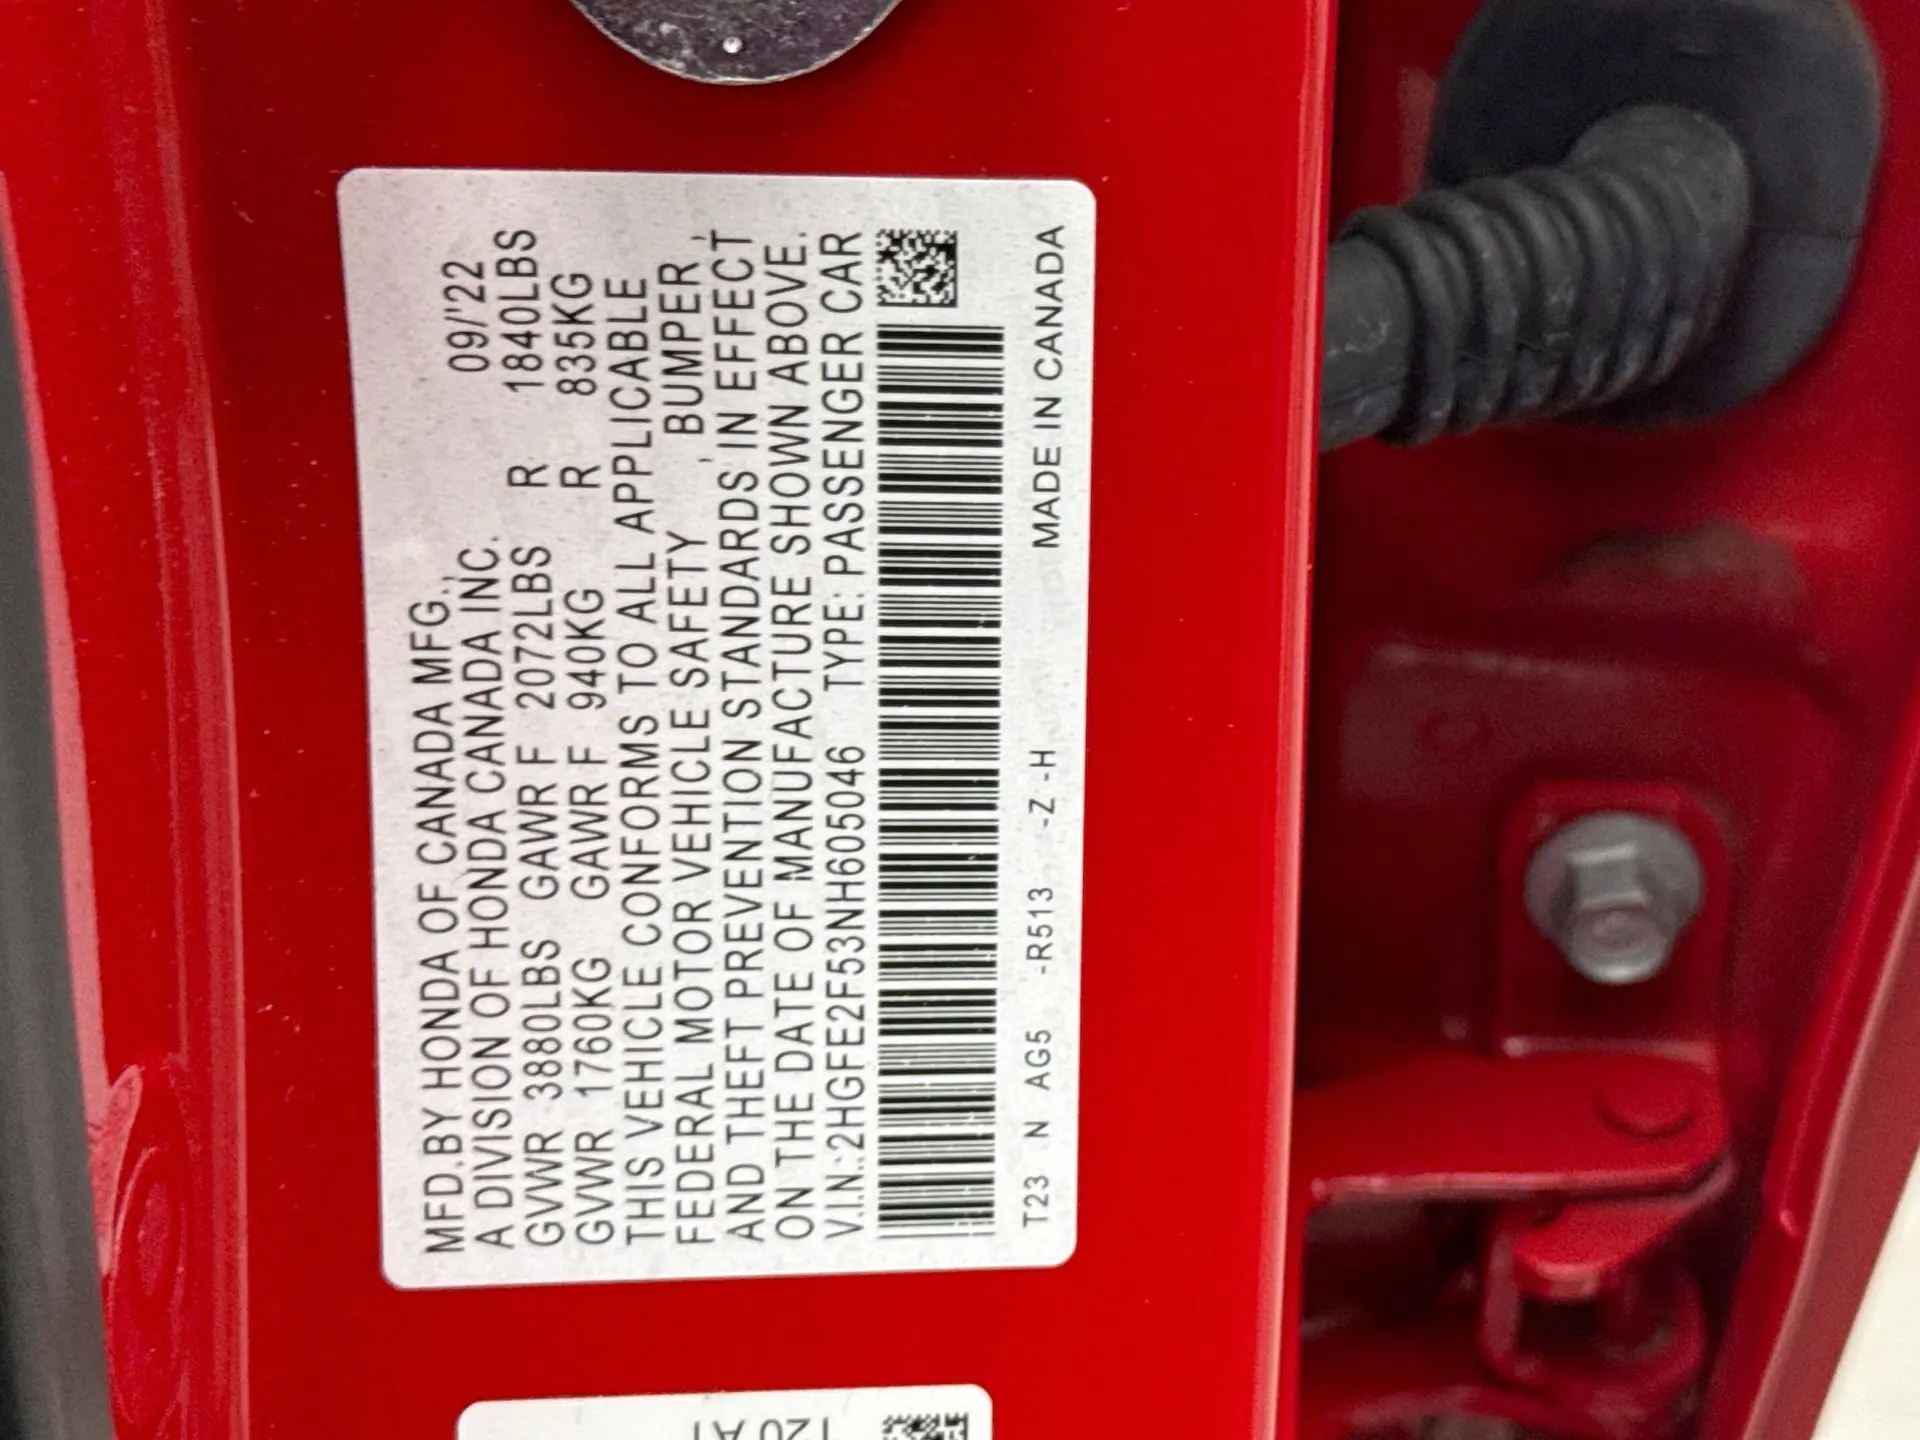 MFD.BY HONDA OF CANADA MFG.,
A DIVISION OF HONDA CANADA INC. 09/'22
GVWR 3880LBS GAWR F 2072LBS R 1840LBS
GVWR 1760KG GAWR F 940KG R 835KG
THIS VEHICLE CONFORMS TO ALL APPLICABLE
FEDERAL MOTOR VEHICLE SAFETY , BUMPER ,
AND THEFT PREVENTION STANDARDS IN EFFECT
ON THE DATE OF MANUFACTURE SHOWN ABOVE.
V.I.N.:2HGFE2F53NH605046 TYPE: PASSENGER CAR
T23 N AG5 -R513 -Z -H MADE IN CANADA